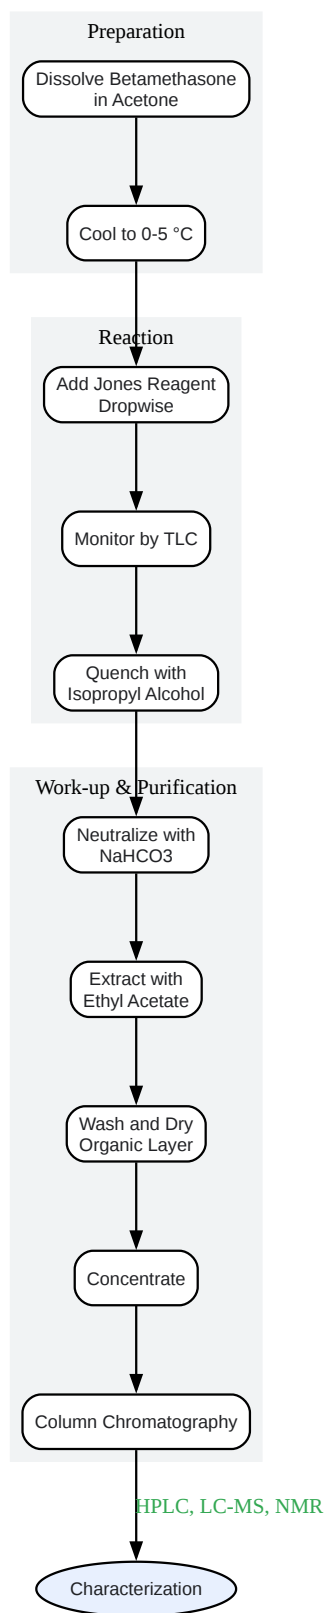 Preparation
Dissolve Betamethasone
in Acetone
Cool to 0-5 °C
Reaction
Add Jones Reagent
Dropwise
Monitor by TLC
Quench with
Isopropyl Alcohol
Work-up & Purification
Neutralize with
NaHCO3
Extract with
Ethyl Acetate
Wash and Dry
Organic Layer
Concentrate
Column Chromatography
HPLC, LC-MS, NMR
Characterization